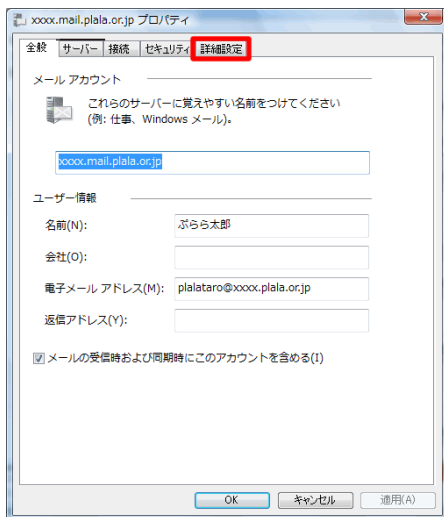 xxxx.mail.plala.or.jp プロパティ
全般 サーバー 接続 セキュリティ 詳細設定
メール アカウント
これらのサーバーに覚えやすい名前をつけてください
(例: 仕事、Windows メール)。
xxxx.mail.plala.or.jp
ユーザー情報
名前(N): ぷらら太郎
会社(O):
電子メール アドレス(M): plalataro@xxxx.plala.or.jp
返信アドレス(Y):
メールの受信時および同期時にこのアカウントを含める(I)
OK キャンセル 適用(A)